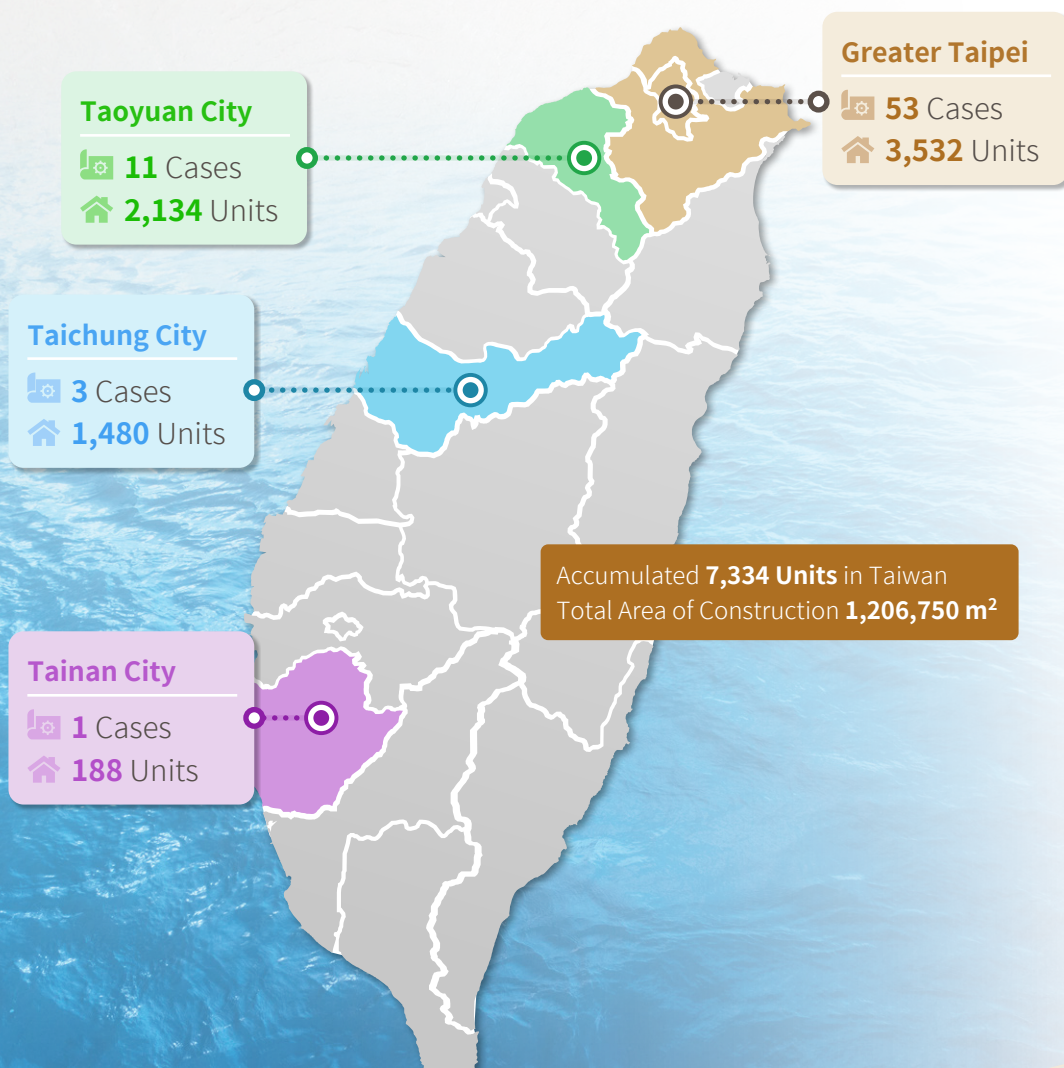 Greater Taipei
53 Cases
3,532 Units
Taoyuan City
11 Cases
2,134 Units
Taichung City
3 Cases
1,480 Units
Accumulated 7,334 Units in Taiwan
Total Area of Construction 1,206,750 m²
Tainan City
1 Cases
188 Units